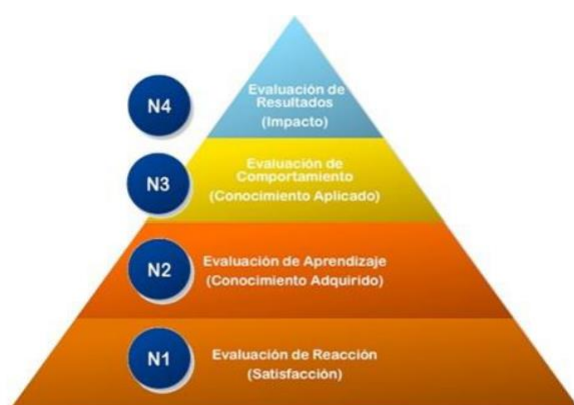 N4
Evaluación de
Resultados
(Impacto)
N3
Evaluación de
Comportamiento
(Conocimiento Aplicado)
N2
Evaluación de Aprendizaje
(Conocimiento Adquirido)
N1
Evaluación de Reacción
(Satisfacción)